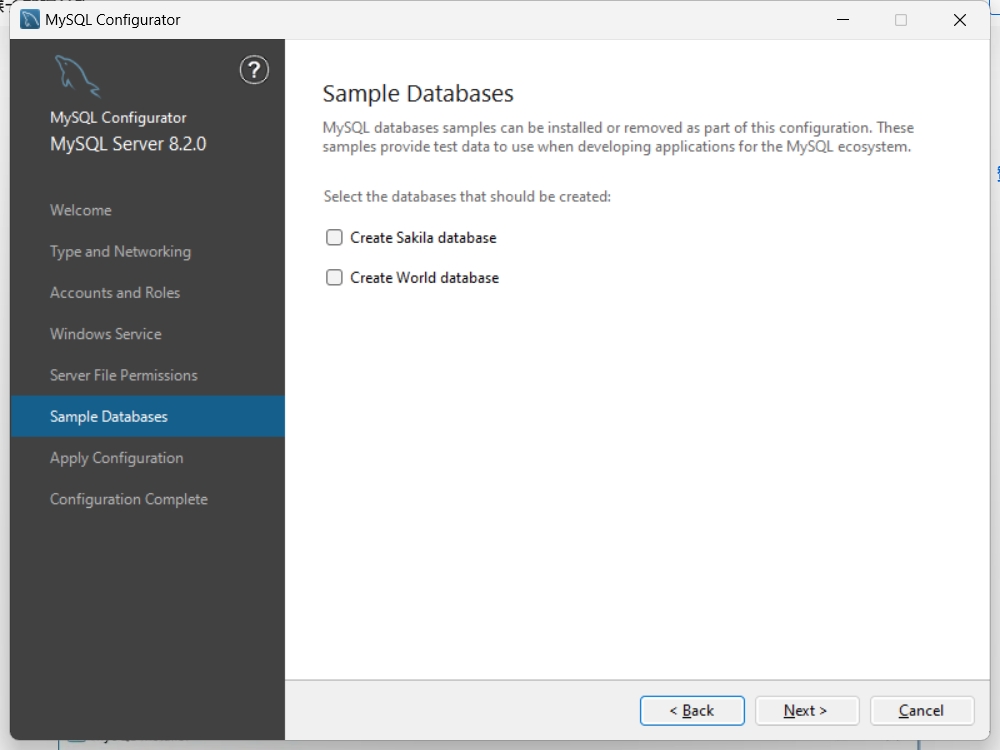 MySQL Configurator
?
MySQL Configurator
MySQL Server 8.2.0
Welcome
Type and Networking
Accounts and Roles
Windows Service
Server File Permissions
Sample Databases
Apply Configuration
Configuration Complete
Sample Databases
MySQL databases samples can be installed or removed as part of this configuration. These
samples provide test data to use when developing applications for the MySQL ecosystem.
Select the databases that should be created:
Create Sakila database
Create World database
< Back
Next >
Cancel